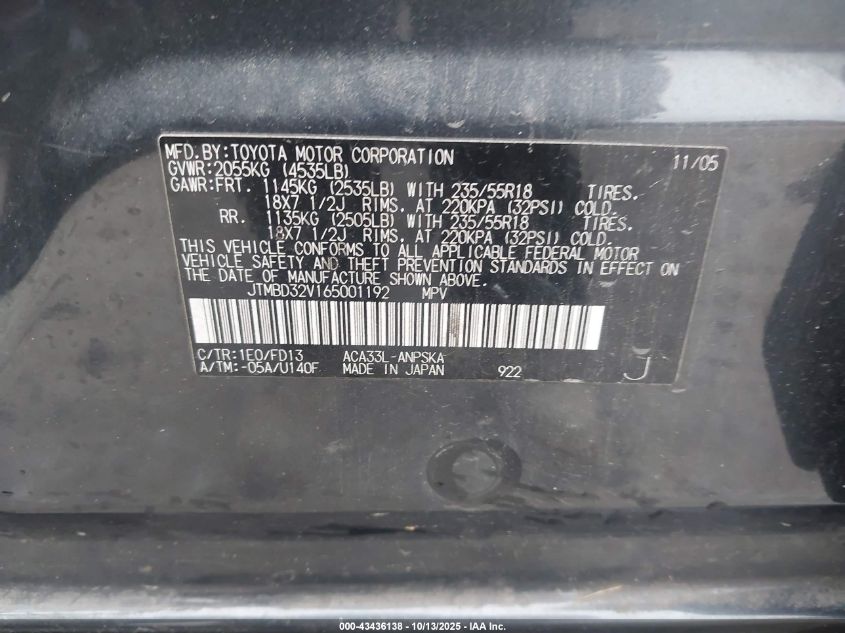 MFD.BY:TOYOTA MOTOR CORPORATION 11/05
GVWR:2055KG (4535LB)
GAWR:FRT. 1145KG (2535LB) WITH 235/55R18 TIRES,
18X7 1/2J RIMS, AT 220KPA (32PSI) COLD.
RR. 1135KG (2505LB) WITH 235/55R18 TIRES,
18X7 1/2J RIMS, AT 220KPA (32PSI) COLD.
THIS VEHICLE CONFORMS TO ALL APPLICABLE FEDERAL MOTOR
VEHICLE SAFETY AND THEFT PREVENTION STANDARDS IN EFFECT ON
THE DATE OF MANUFACTURE SHOWN ABOVE.
JTMBD32V165001192 MPV
C/TR:1E0/FD13 ACA33L-ANPSKA
A/TM:-05A/U140F MADE IN JAPAN 922 J
000-43436138 - 10/13/2025 - IAA Inc.